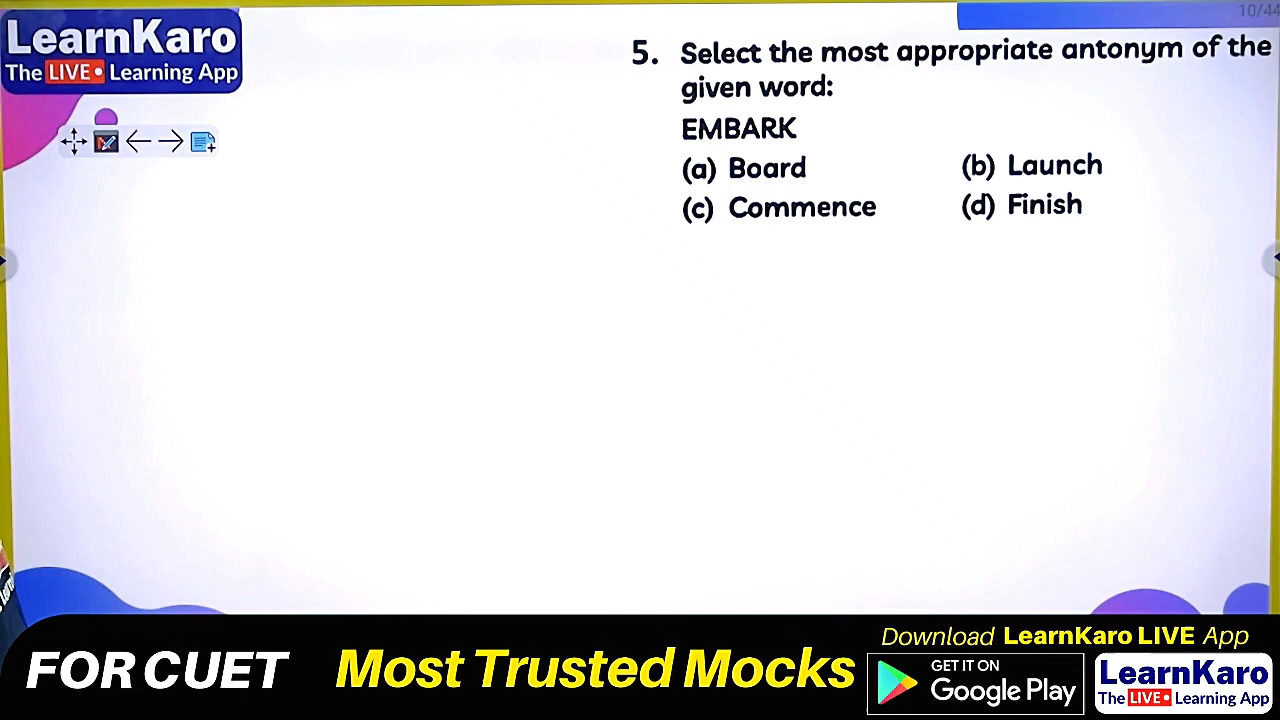 10/44
LearnKaro
The LIVE Learning App
5. Select the most appropriate antonym of the
given word:
EMBARK
(a) Board (b) Launch
(c) Commence (d) Finish
FOR CUET
Most Trusted Mocks
Download LearnKaro LIVE App
GET IT ON
Google Play
LearnKaro
The LIVE Learning App